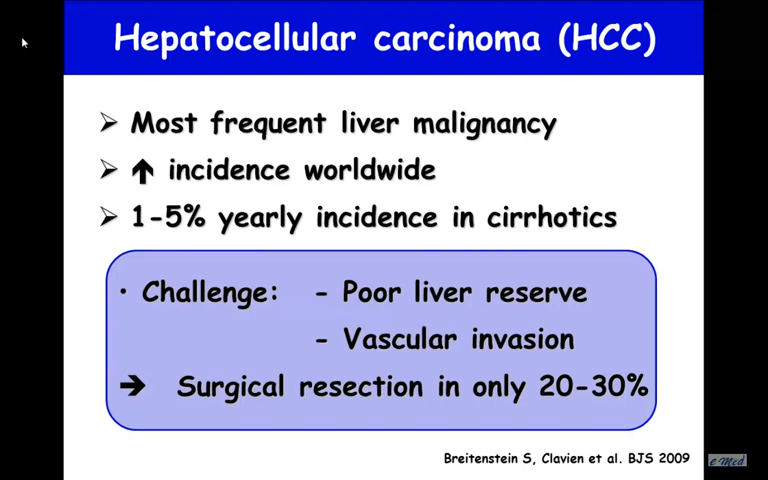 Hepatocellular carcinoma (HCC)
➢ Most frequent liver malignancy
➢ 🡹 incidence worldwide
➢ 1-5% yearly incidence in cirrhotics
• Challenge: - Poor liver reserve
- Vascular invasion
➔ Surgical resection in only 20-30%
Breitenstein S, Clavien et al. BJS 2009
e-Med